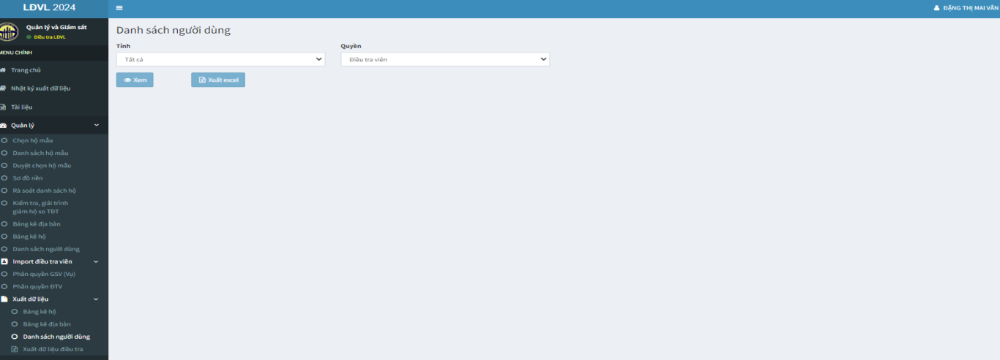 LĐVL 2024
ĐẶNG THỊ MAI VÂN
Quản lý và Giám sát
Điều tra LĐVL
MENU CHÍNH
Trang chủ
Nhật ký xuất dữ liệu
Tài liệu
Quản lý
Chọn hộ mẫu
Danh sách hộ mẫu
Duyệt chọn hộ mẫu
Sơ đồ nền
Rà soát danh sách hộ
Kiểm tra, giải trình
giảm hộ so TĐT
Bảng kê địa bàn
Bảng kê hộ
Danh sách người dùng
Import điều tra viên
Phân quyền GSV (Vụ)
Phân quyền ĐTV
Xuất dữ liệu
Bảng kê hộ
Bảng kê địa bàn
Danh sách người dùng
Xuất dữ liệu điều tra
Danh sách người dùng
Tỉnh
Quyền
Tất cả
Điều tra viên
Xem
Xuất excel